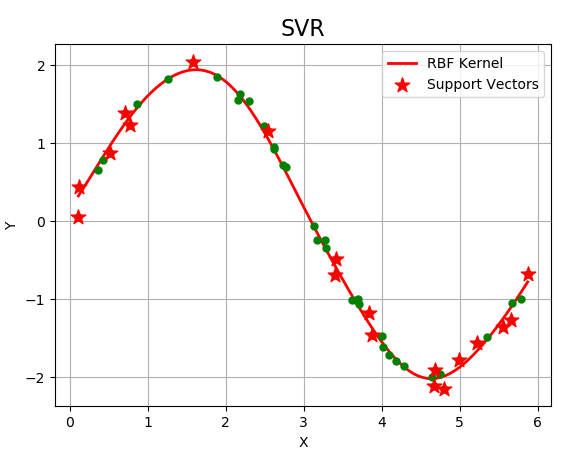 SVR
RBF Kernel
Support Vectors
2
1
0
−1
−2
Y
0 1 2 3 4 5 6
X